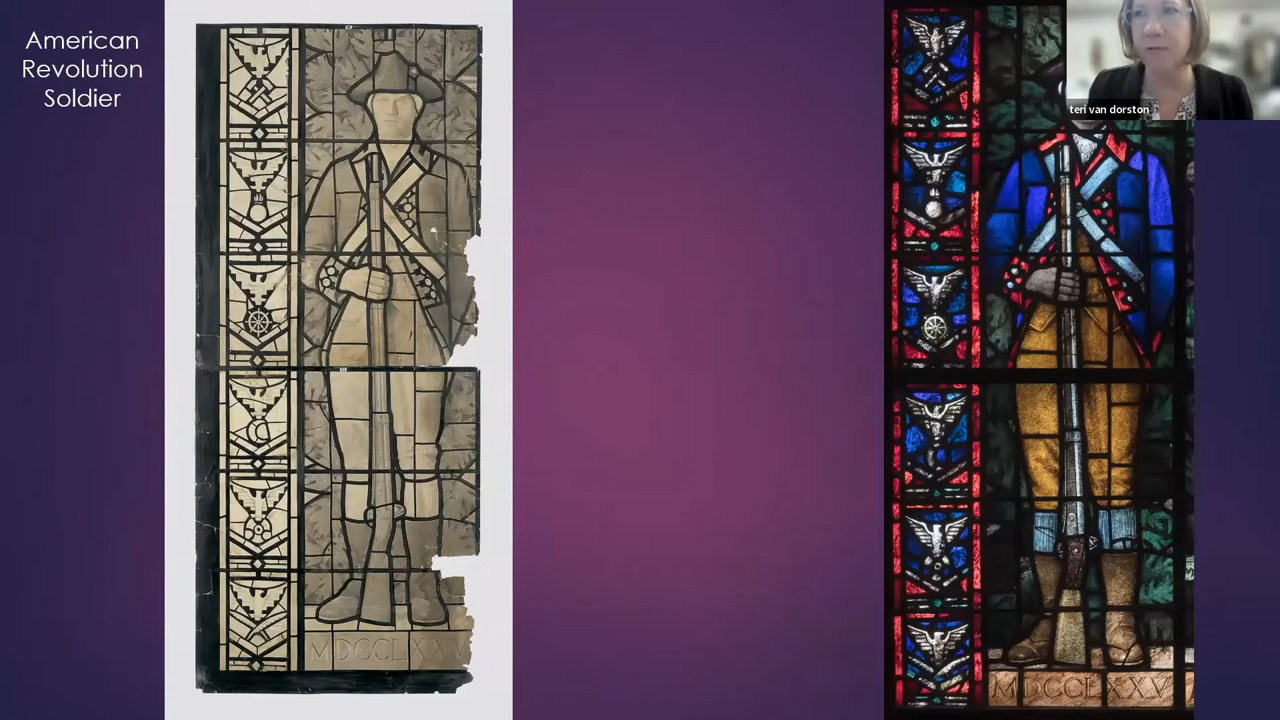 American
Revolution
Soldier
teri van dorston
MDCCLXXV
MDCCLXXV